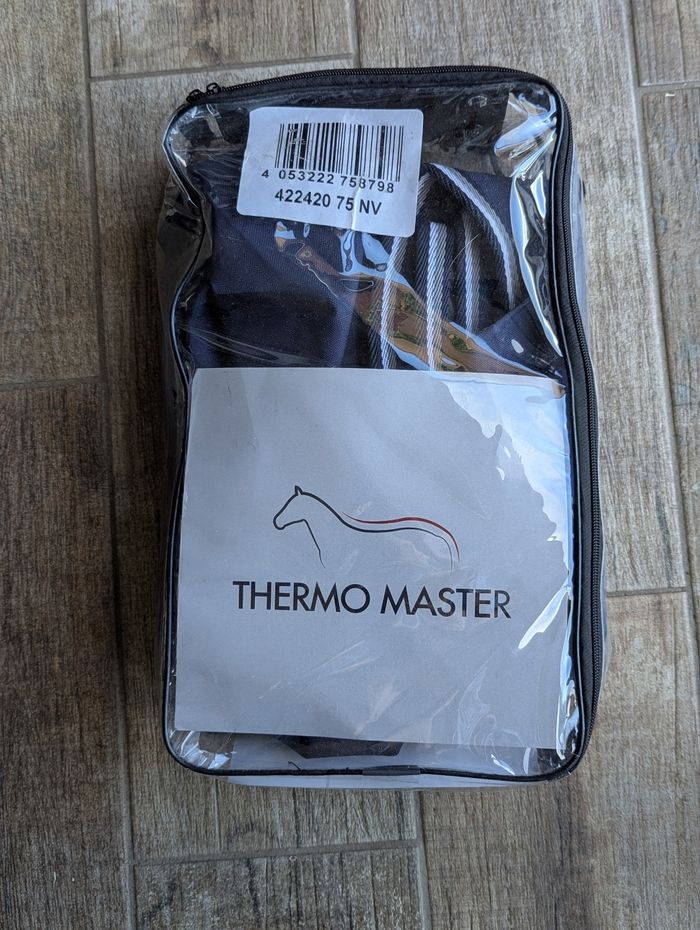 4 053222 758798
422420 75 NV
THERMO MASTER